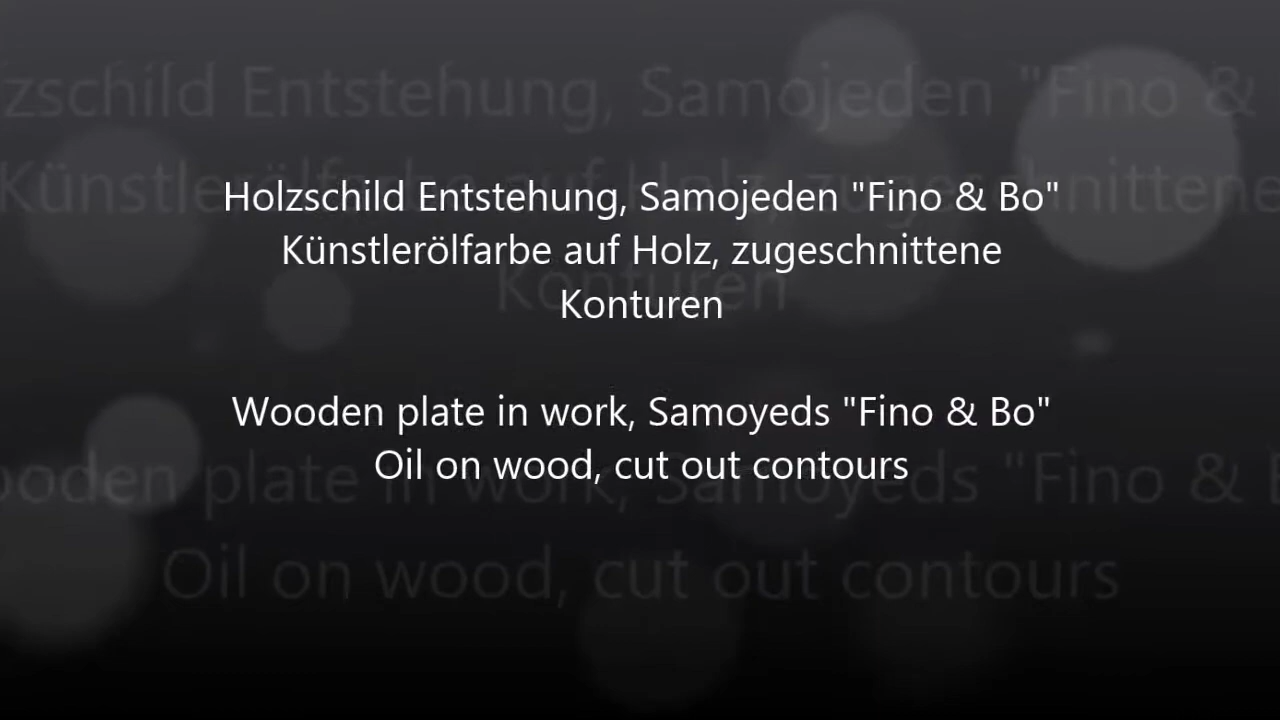 Holzschild Entstehung, Samojeden "Fino & Bo"
Künstlerölfarbe auf Holz, zugeschnittene
Konturen
Wooden plate in work, Samoyeds "Fino & Bo"
Oil on wood, cut out contours